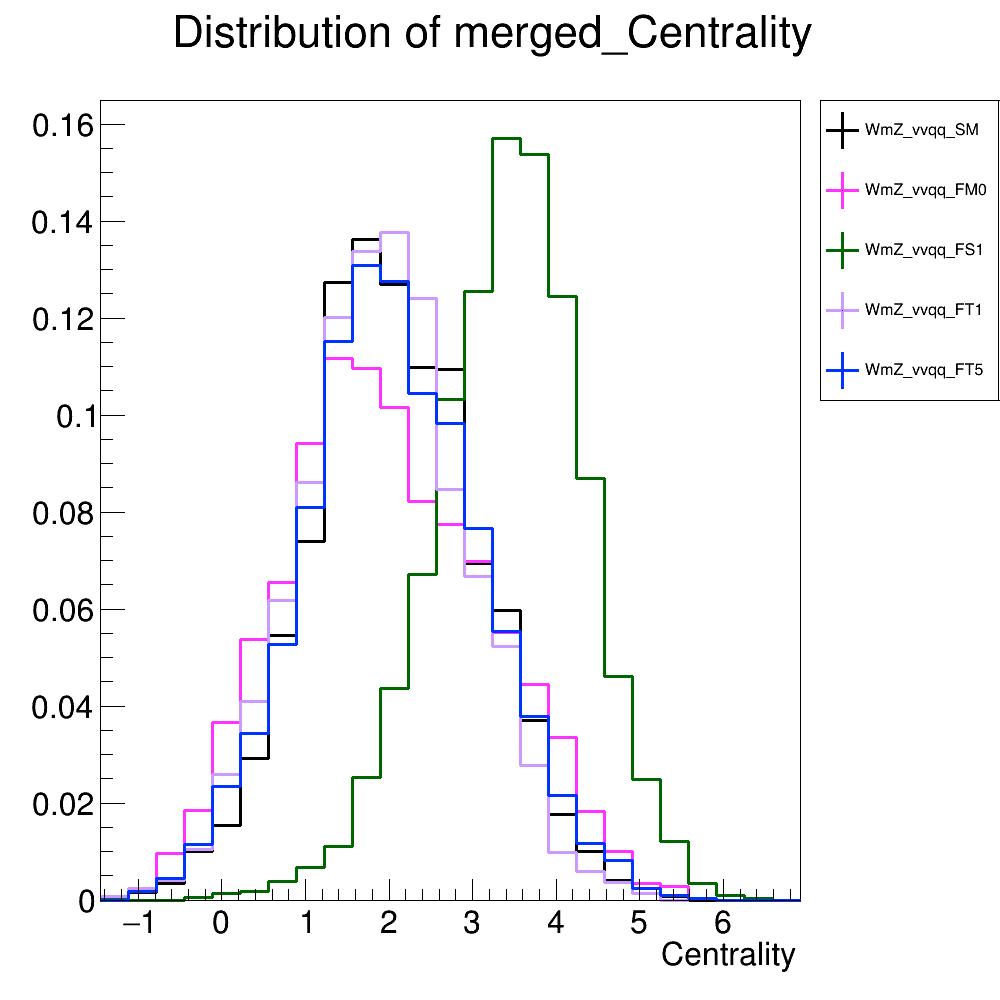 Distribution of merged_Centrality
0.16
0.14
0.12
0.1
0.08
0.06
0.04
0.02
0
−1 0 1 2 3 4 5 6
Centrality
WmZ_vvqq_SM
WmZ_vvqq_FM0
WmZ_vvqq_FS1
WmZ_vvqq_FT1
WmZ_vvqq_FT5